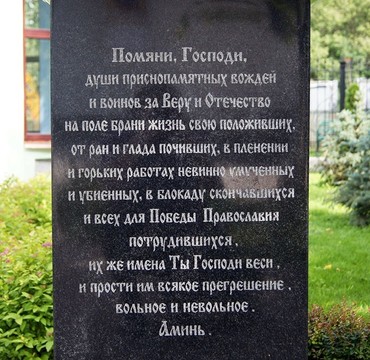 Помяни, Господи,
души приснопамятных вождей
и воинов за Веру и Отечество
на поле брани жизнь свою положивших,
от ран и глада почивших, в пленении
и горьких работах невинно умученных
и убиенных, в блокаду скончавшихся
и всех для Победы Православия
потрудившихся.
их же имена Ты Господи веси,
и прости им всякое прегрешение,
вольное и невольное.
Аминь.